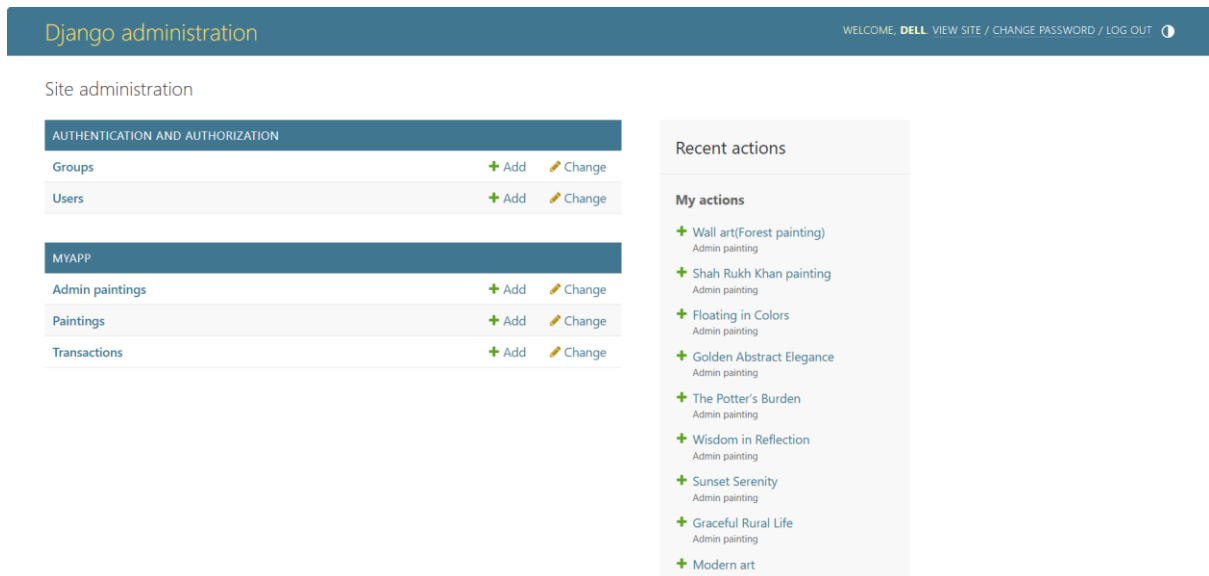 Django administration
WELCOME, DELL. VIEW SITE / CHANGE PASSWORD / LOG OUT
Site administration
AUTHENTICATION AND AUTHORIZATION
Groups Add Change
Users Add Change
MYAPP
Admin paintings Add Change
Paintings Add Change
Transactions Add Change
Recent actions
My actions
Wall art(Forest painting)
Admin painting
Shah Rukh Khan painting
Admin painting
Floating in Colors
Admin painting
Golden Abstract Elegance
Admin painting
The Potter’s Burden
Admin painting
Wisdom in Reflection
Admin painting
Sunset Serenity
Admin painting
Graceful Rural Life
Admin painting
Modern art